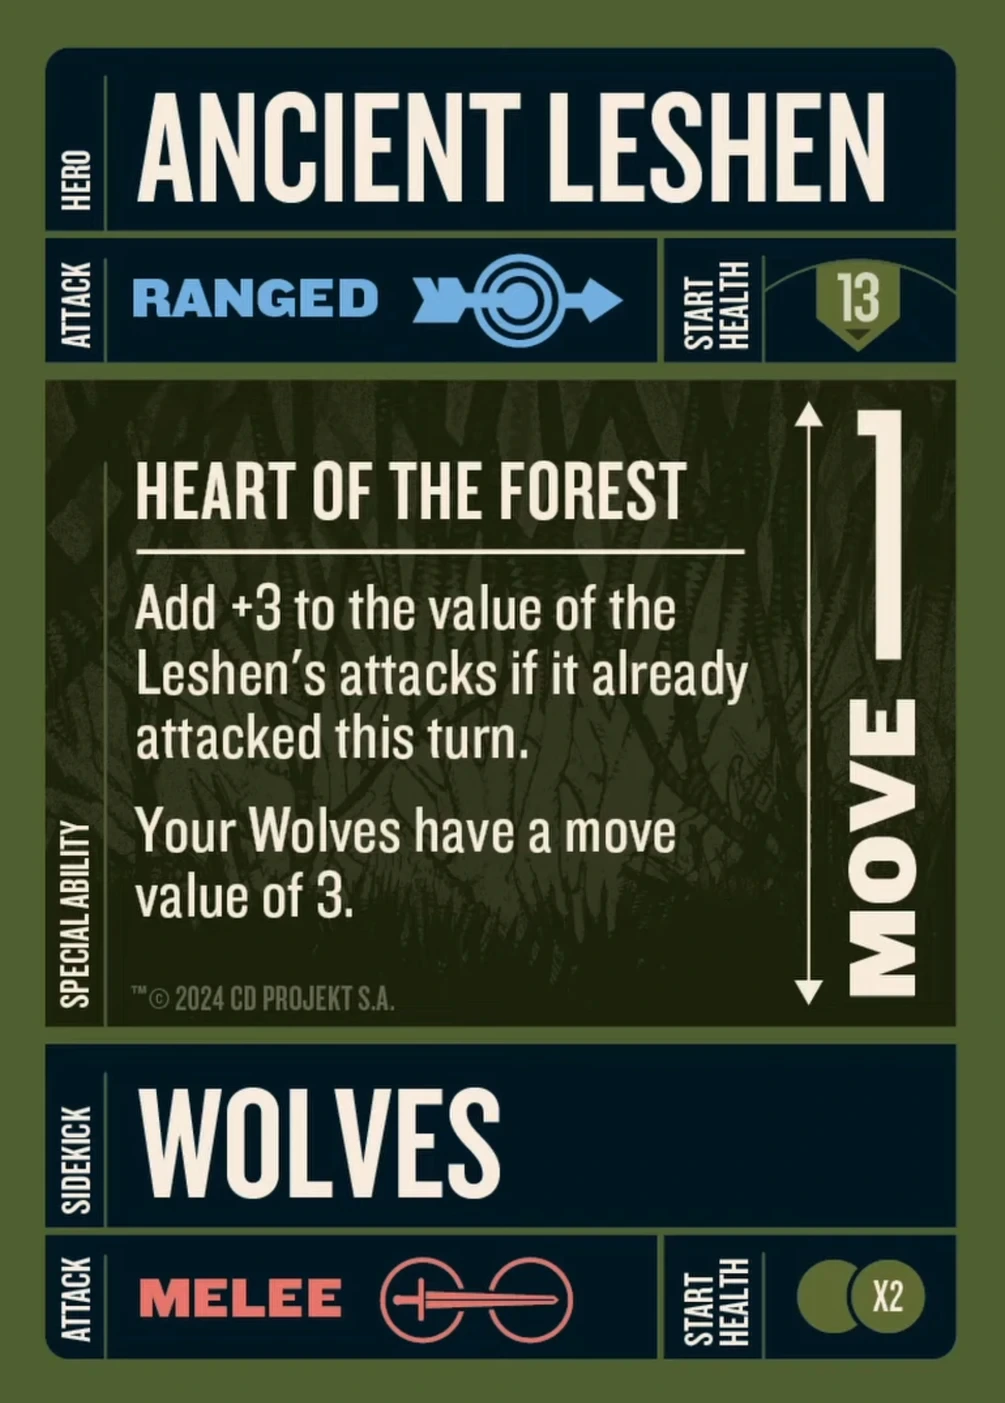 HERO
ANCIENT LESHEN
ATTACK
RANGED
START
HEALTH
13
SPECIAL ABILITY
HEART OF THE FOREST
Add +3 to the value of the
Leshen's attacks if it already
attacked this turn.
Your Wolves have a move
value of 3.
™© 2024 CD PROJEKT S.A.
MOVE 1
SIDEKICK
WOLVES
ATTACK
MELEE
START
HEALTH
X2